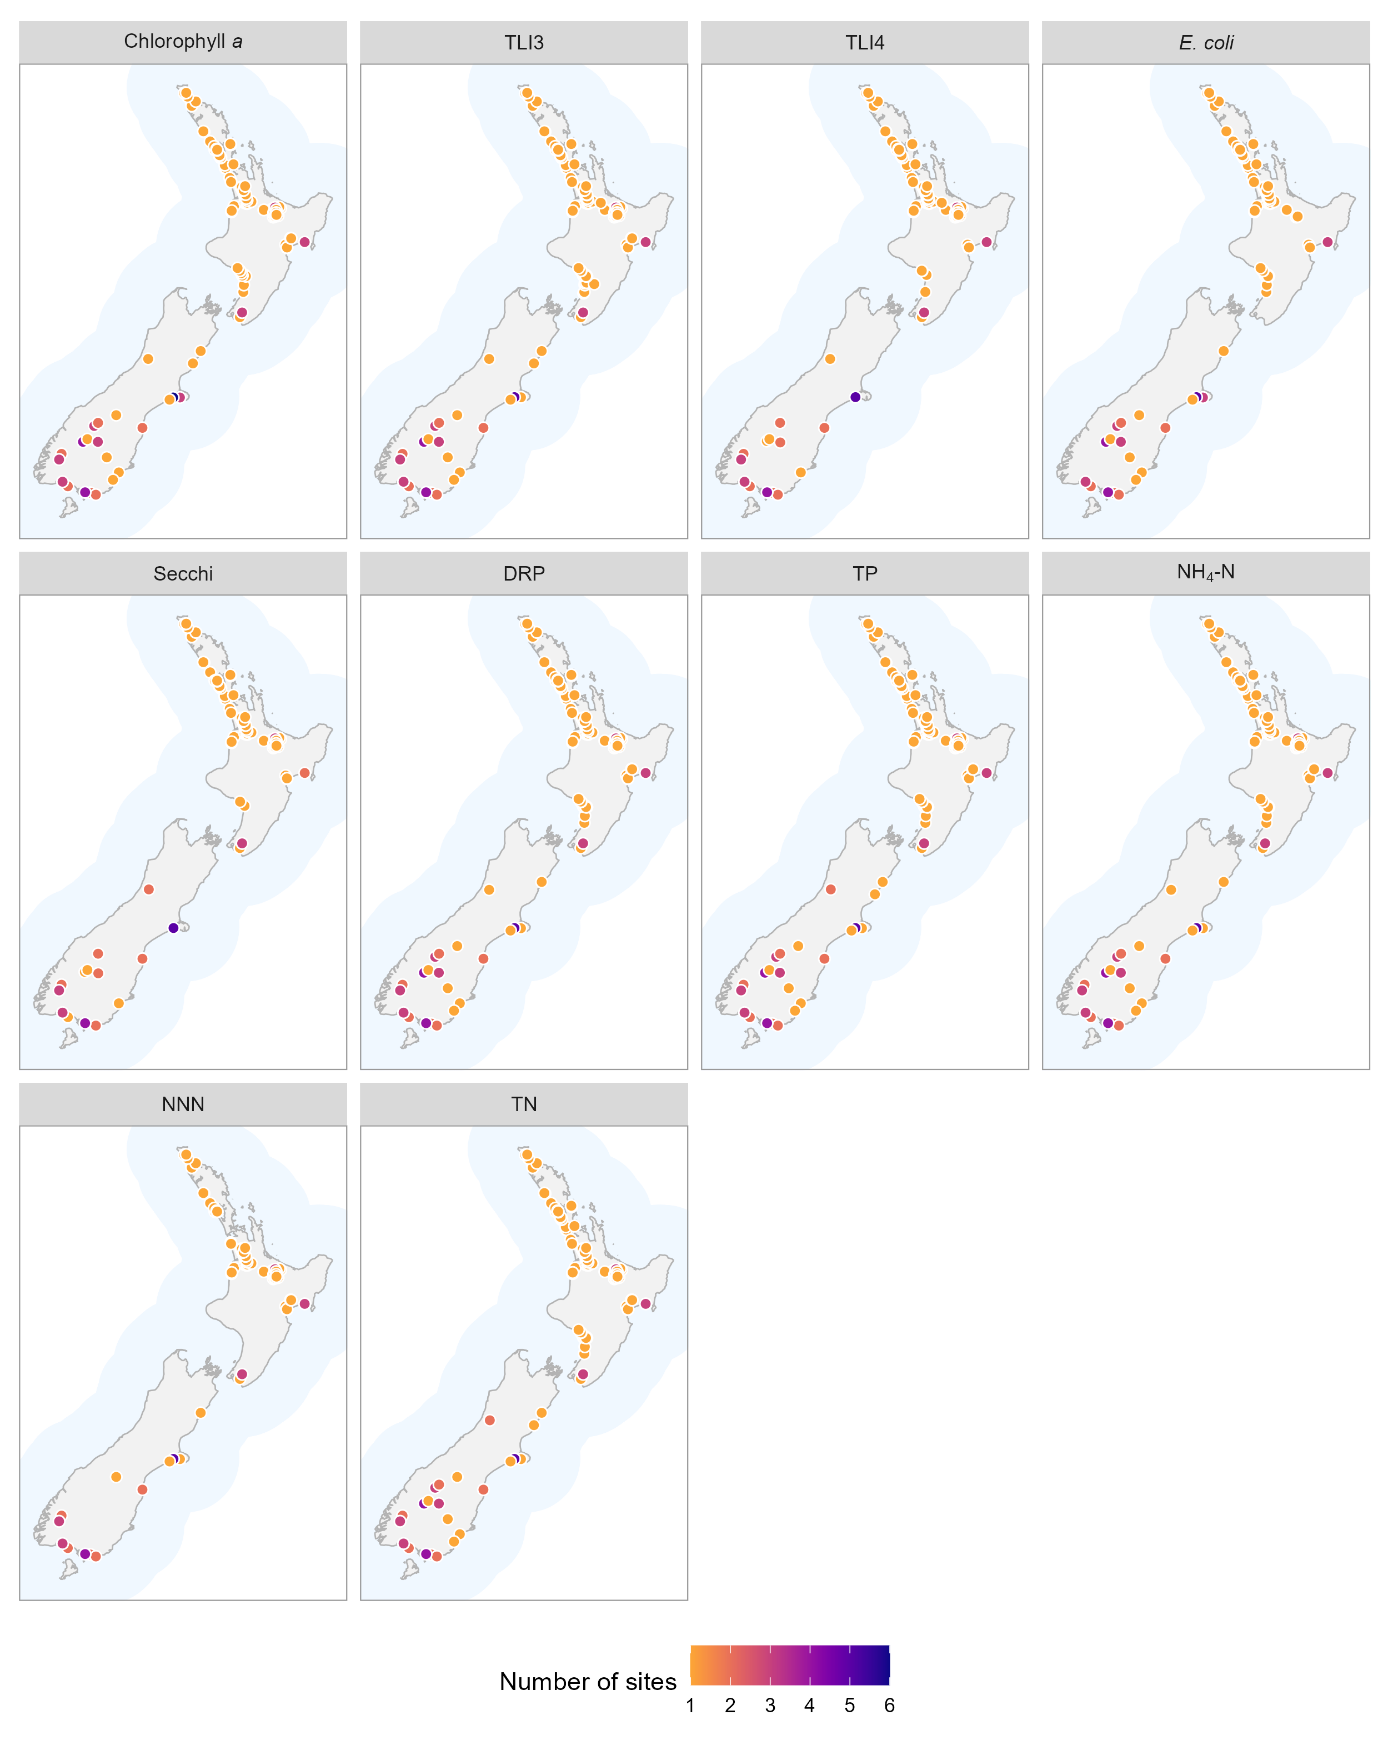 Chlorophyll a
TLI3
TLI4
E. coli
Secchi
DRP
TP
NH₄-N
NNN
TN
Number of sites
1 2 3 4 5 6